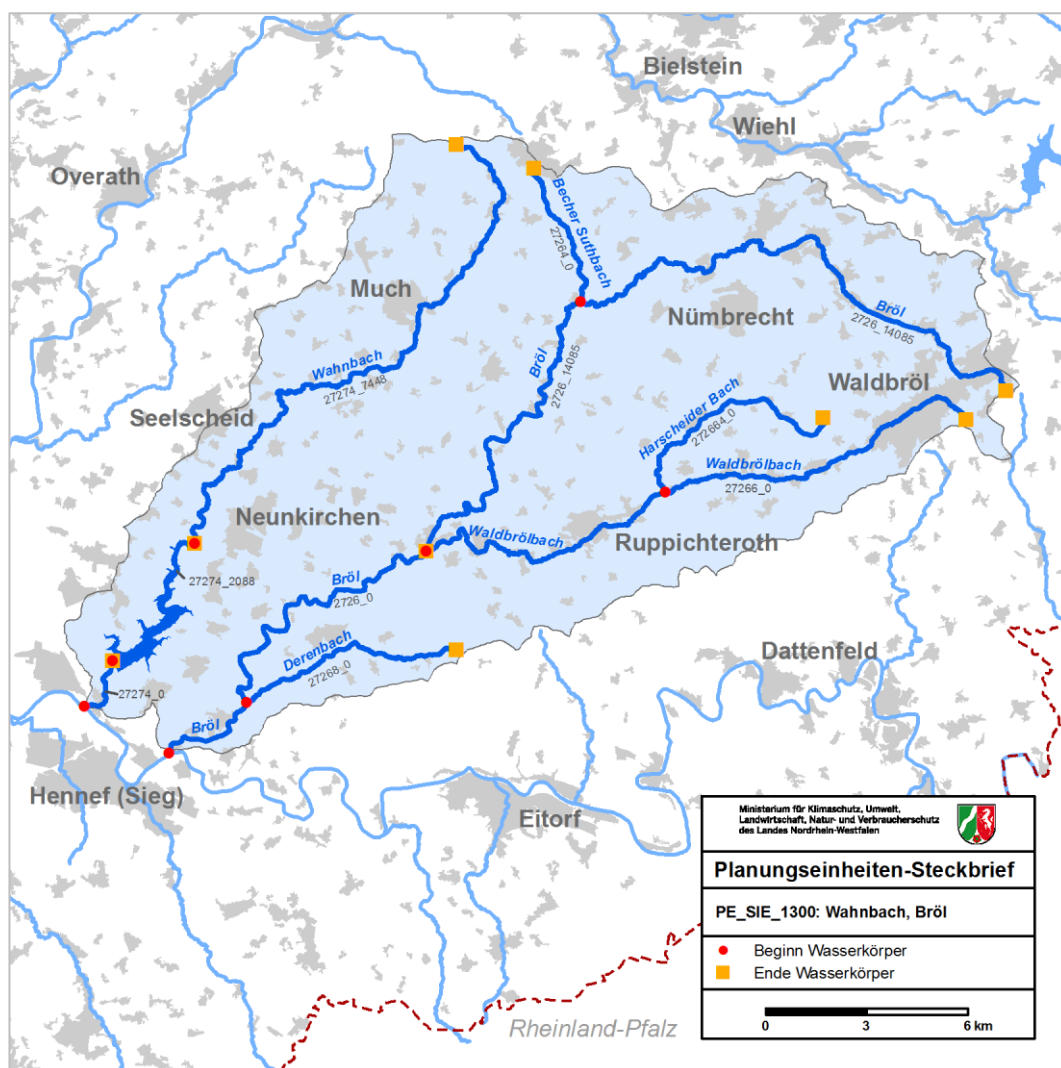 Bielstein
Wiehl
Overath
Becher Suthbach
27264_0
Much
Bröl
2726_14085
Nümbrecht
Wahnbach
27274_7448
Bröl
2726_14085
Waldbröl
Seelscheid
Harscheider Bach
272664_0
Waldbrölbach
27266_0
Neunkirchen
Waldbrölbach
Ruppichteroth
27274_2088
Bröl
2726_0
Derenbach
27268_0
Dattenfeld
27274_0
Bröl
Hennef (Sieg)
Eitorf
Rheinland-Pfalz
Ministerium für Klimaschutz, Umwelt,
Landwirtschaft, Natur- und Verbraucherschutz
des Landes Nordrhein-Westfalen
Planungseinheiten-Steckbrief
PE_SIE_1300: Wahnbach, Bröl
Beginn Wasserkörper
Ende Wasserkörper
0 3 6 km